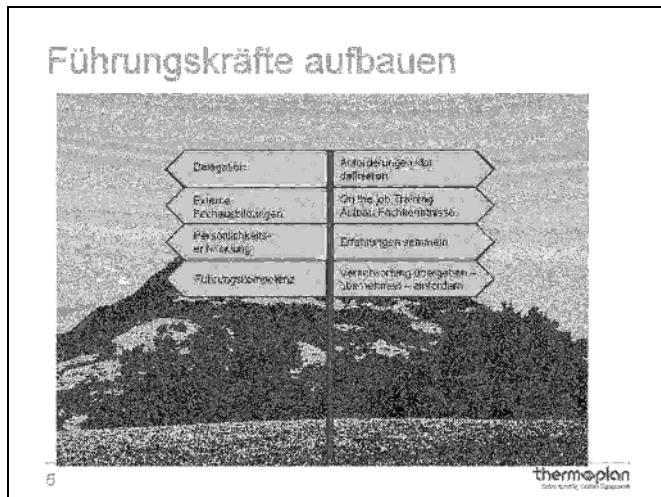 Führungskräfte aufbauen
Delegation
Anforderungen klar
definieren
Externe
Fachausbildungen
On the job Training
Aufbau Fachkenntnisse
Persönlichkeits-
entwicklung
Erfahrungen sammeln
Führungskompetenz
Verantwortung übergeben –
übernehmen – einfordern
6
thermoplan